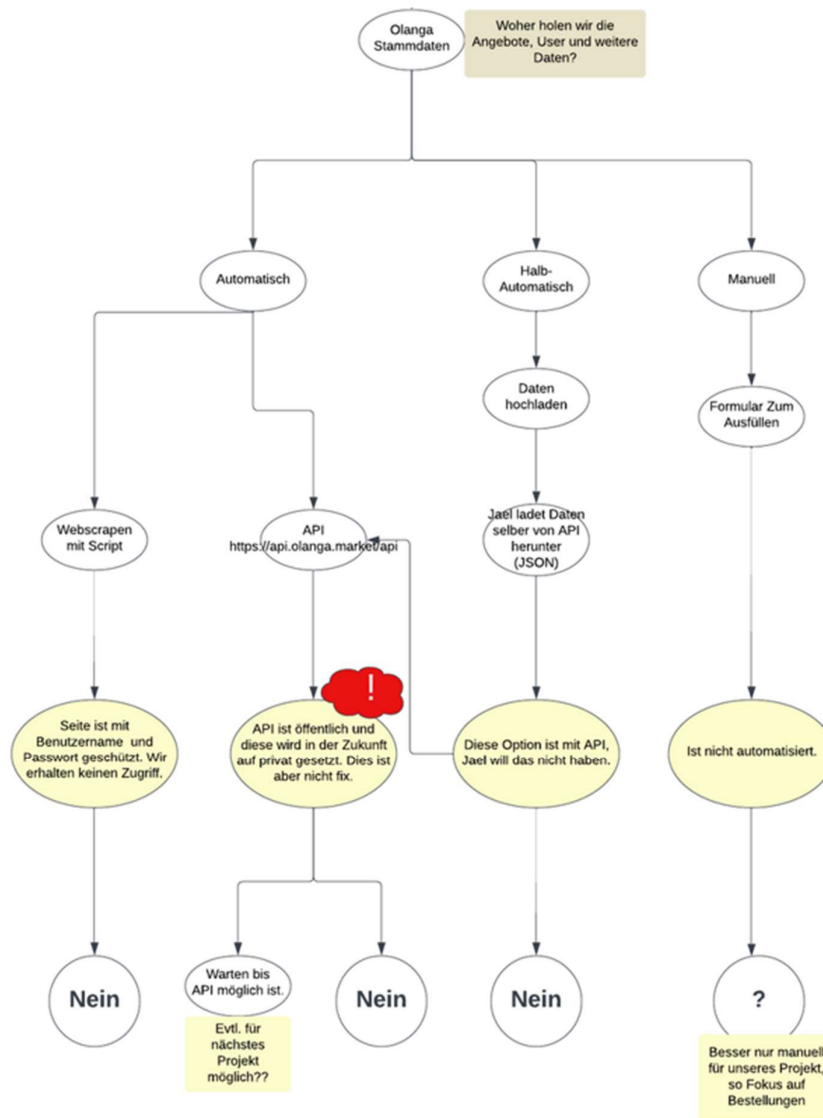 Olanga
Stammdaten
Woher holen wir die
Angebote, User und weitere
Daten?
Automatisch
Halb-
Automatisch
Manuell
Daten
hochladen
Formular Zum
Ausfüllen
Webscrapen
mit Script
API
https://api.olanga.market/api
Jael ladet Daten
selber von API
herunter
(JSON)
!
Seite ist mit
Benutzername und
Passwort geschützt. Wir
erhalten keinen Zugriff.
API ist öffentlich und
diese wird in der Zukunft
auf privat gesetzt. Dies ist
aber nicht fix.
Diese Option ist mit API,
Jael will das nicht haben.
Ist nicht automatisiert.
Nein
Warten bis
API möglich ist.
Nein
Nein
?
Evtl. für
nächstes
Projekt
möglich??
Besser nur manuell
für unseres Projekt,
so Fokus auf
Bestellungen